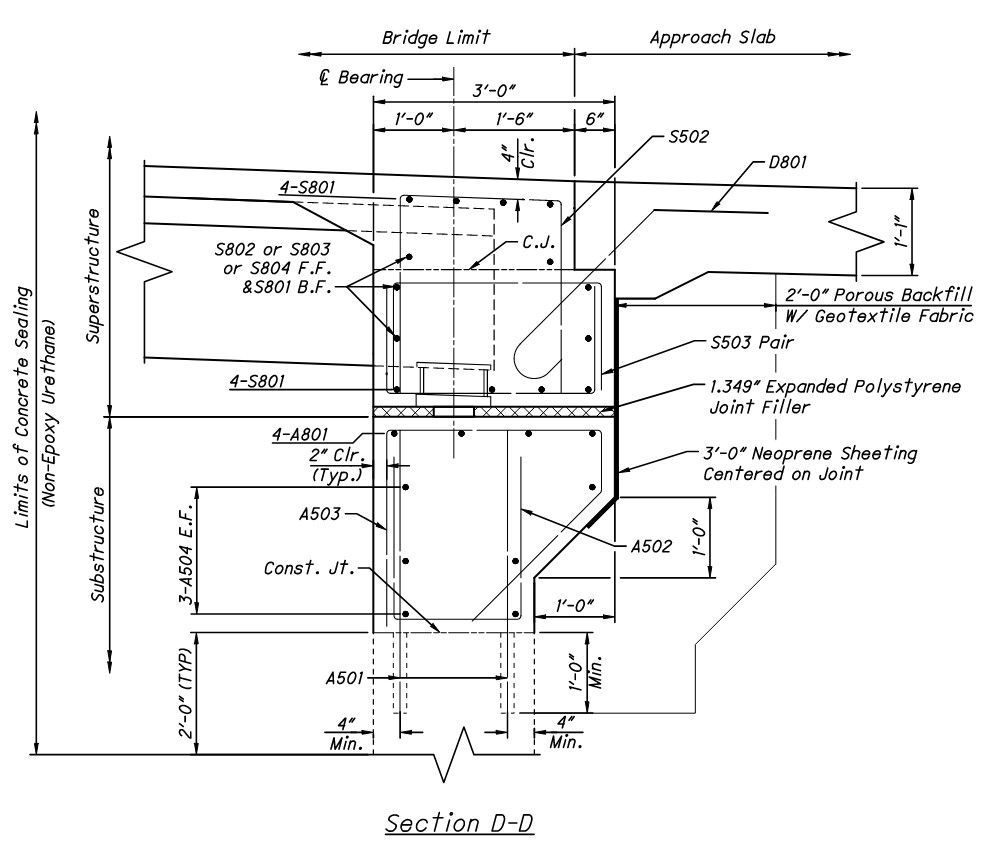 Bridge Limit
Approach Slab
℄ Bearing
3'-0"
1'-0"
1'-6"
6"
4"
Clr.
S502
D801
4-S801
C.J.
S802 or S803
or S804 F.F.
&S801 B.F.
1'-1"
2'-0" Porous Backfill
W/ Geotextile Fabric
S503 Pair
4-S801
1.349" Expanded Polystyrene
Joint Filler
4-A801
2" Clr.
(Typ.)
3'-0" Neoprene Sheeting
Centered on Joint
A503
A502
1'-0"
Const. Jt.
1'-0"
3-A504 E.F.
Superstructure
Substructure
Limits of Concrete Sealing
(Non-Epoxy Urethane)
2'-0" (TYP)
A501
1'-0"
Min.
4"
Min.
4"
Min.
Section D-D